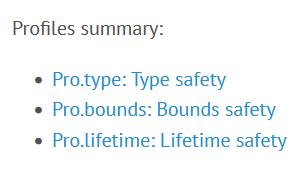 Profiles summary:
• Pro.type: Type safety
• Pro.bounds: Bounds safety
• Pro.lifetime: Lifetime safety